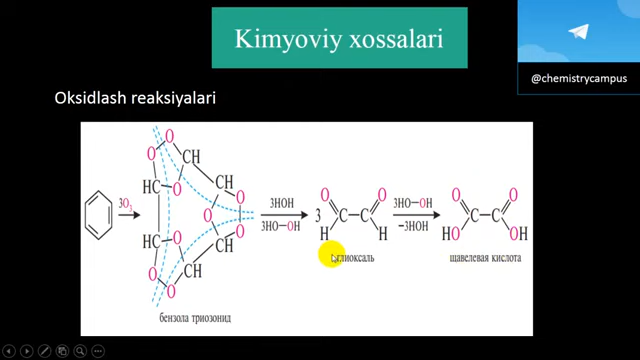 Kimyoviy xossalari
@chemistrycampus
Oksidlash reaksiyalari
3O₃
O
O
CH
HC
O
CH
O
O
O
HC
O
CH
O
O
CH
бензола триозонид
3HOH
3HO—OH
3
O
O
C—C
H
H
лиоксаль
3HO—OH
−3HOH
O
O
C—C
HO
OH
щавелевая кислота